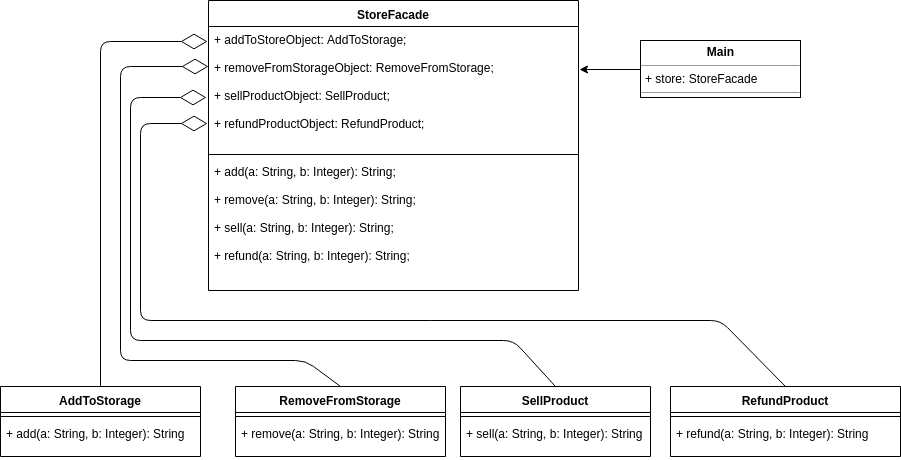 StoreFacade
+ addToStoreObject: AddToStorage;
+ removeFromStorageObject: RemoveFromStorage;
+ sellProductObject: SellProduct;
+ refundProductObject: RefundProduct;
+ add(a: String, b: Integer): String;
+ remove(a: String, b: Integer): String;
+ sell(a: String, b: Integer): String;
+ refund(a: String, b: Integer): String;
Main
+ store: StoreFacade
AddToStorage
+ add(a: String, b: Integer): String
RemoveFromStorage
+ remove(a: String, b: Integer): String
SellProduct
+ sell(a: String, b: Integer): String
RefundProduct
+ refund(a: String, b: Integer): String